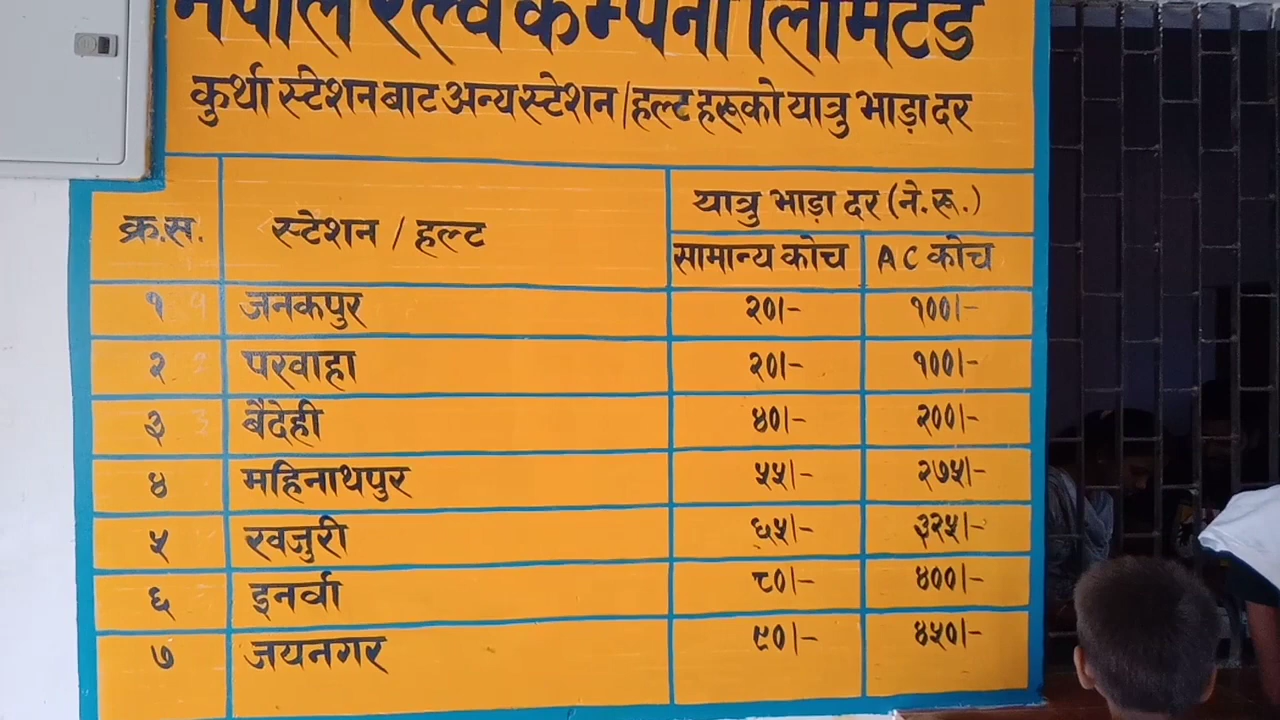 नेपाल रेल्वे कम्पनी लिमिटेड
कुर्था स्टेशन बाट अन्य स्टेशन / हल्ट हरूको यात्रु भाडा दर
क्र.स. स्टेशन / हल्ट यात्रु भाडा दर (ने.रू.)
सामान्य कोच AC कोच
१ जनकपुर २०/- १००/-
२ परवाहा २०/- १००/-
३ बैदेही ४०/- २००/-
४ महिनाथपुर ५५/- २७५/-
५ खजुरी ६५/- ३२५/-
६ इनर्वा ८०/- ४००/-
७ जयनगर ९०/- ४५०/-